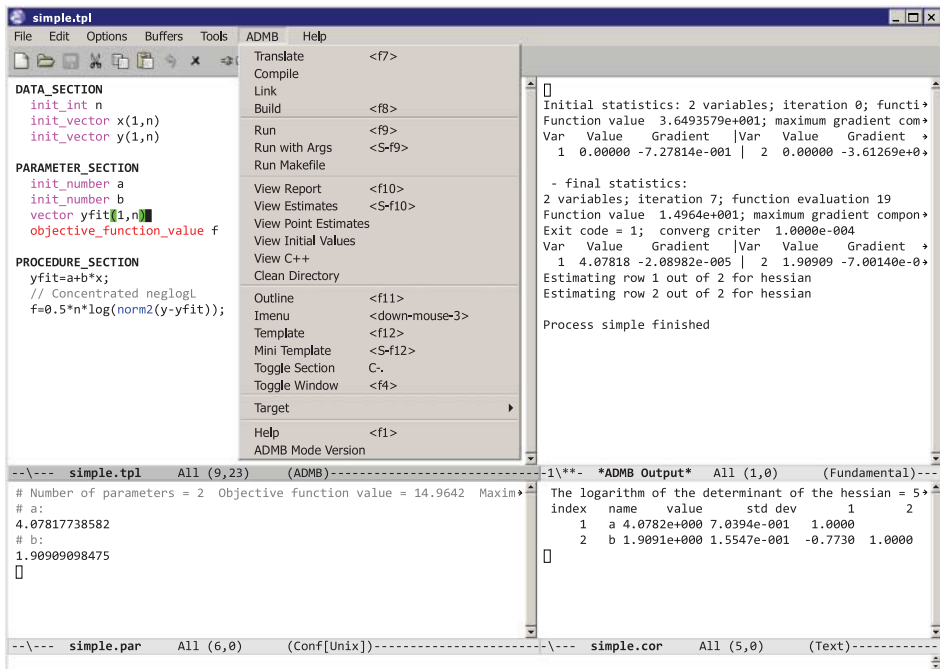 simple.tpl
File Edit Options Buffers Tools ADMB Help
DATA_SECTION
init_int n
init_vector x(1,n)
init_vector y(1,n)
PARAMETER_SECTION
init_number a
init_number b
vector yfit(1,n)
objective_function_value f
PROCEDURE_SECTION
yfit=a+b*x;
// Concentrated neglogL
f=0.5*n*log(norm2(y-yfit));
Translate <f7>
Compile
Link
Build <f8>
Run <f9>
Run with Args <S-f9>
Run Makefile
View Report <f10>
View Estimates <S-f10>
View Point Estimates
View Initial Values
View C++
Clean Directory
Outline <f11>
Imenu <down-mouse-3>
Template <f12>
Mini Template <S-f12>
Toggle Section C-.
Toggle Window <f4>
Target
Help <f1>
ADMB Mode Version
Initial statistics: 2 variables; iteration 0; functi
Function value 3.6493579e+001; maximum gradient com
Var Value Gradient |Var Value Gradient
1 0.00000 -7.27814e-001 | 2 0.00000 -3.61269e+0
- final statistics:
2 variables; iteration 7; function evaluation 19
Function value 1.4964e+001; maximum gradient compon
Exit code = 1; converg criter 1.0000e-004
Var Value Gradient |Var Value Gradient
1 4.07818 -2.08982e-005 | 2 1.90909 -7.00140e-0
Estimating row 1 out of 2 for hessian
Estimating row 2 out of 2 for hessian
Process simple finished
--\--- simple.tpl All (9,23) (ADMB)----------------------------
-1\**- *ADMB Output* All (1,0) (Fundamental)---
# Number of parameters = 2 Objective function value = 14.9642 Maxim
# a:
4.07817738582
# b:
1.90909098475
The logarithm of the determinant of the hessian = 5
index name value std dev 1 2
1 a 4.0782e+000 7.0394e-001 1.0000
2 b 1.9091e+000 1.5547e-001 -0.7730 1.0000
--\--- simple.par All (6,0) (Conf[Unix])----------------------
-\--- simple.cor All (5,0) (Text)------------